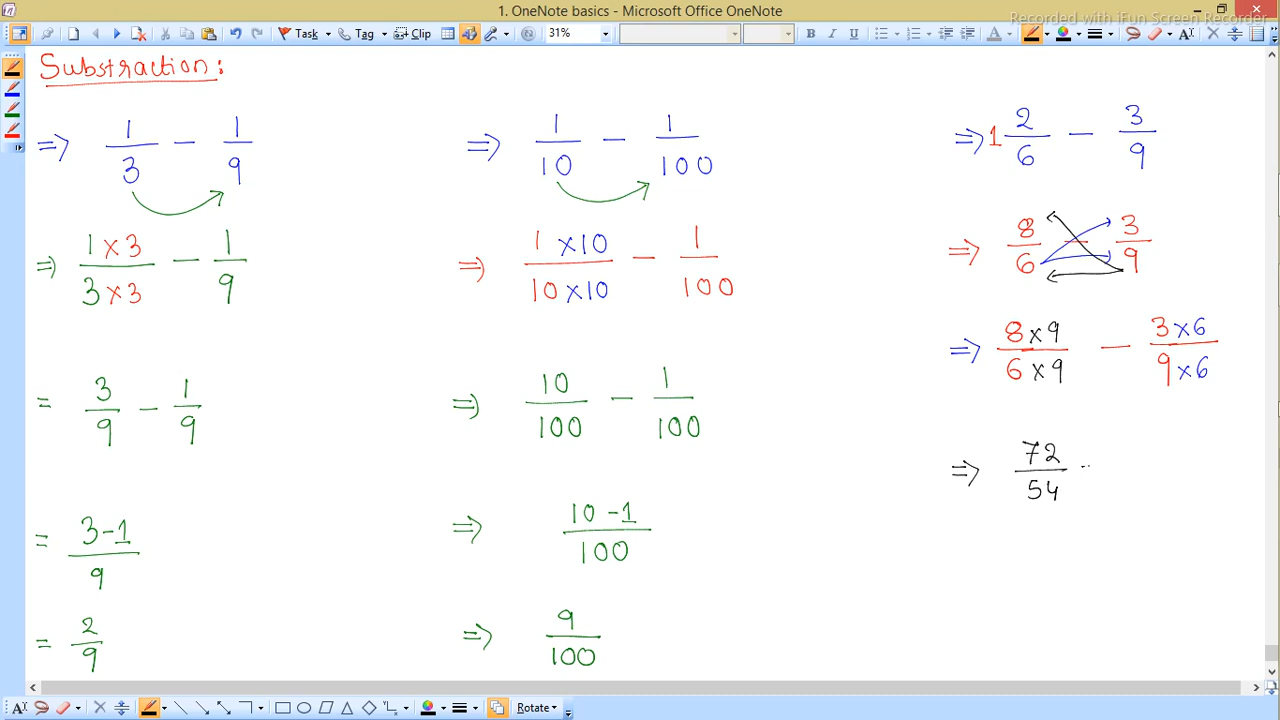 1. OneNote basics - Microsoft Office OneNote
Recorded with iFun Screen Recorder
Task Tag Clip 31% B I U A
Substraction:
=> 1/3 - 1/9
=> 1×3/3×3 - 1/9
= 3/9 - 1/9
= 3-1/9
= 2/9
=> 1/10 - 1/100
=> 1×10/10×10 - 1/100
=> 10/100 - 1/100
=> 10-1/100
=> 9/100
=> 1 2/6 - 3/9
=> 8/6 - 3/9
=> 8×9/6×9 - 3×6/9×6
=> 72/54 -
Rotate